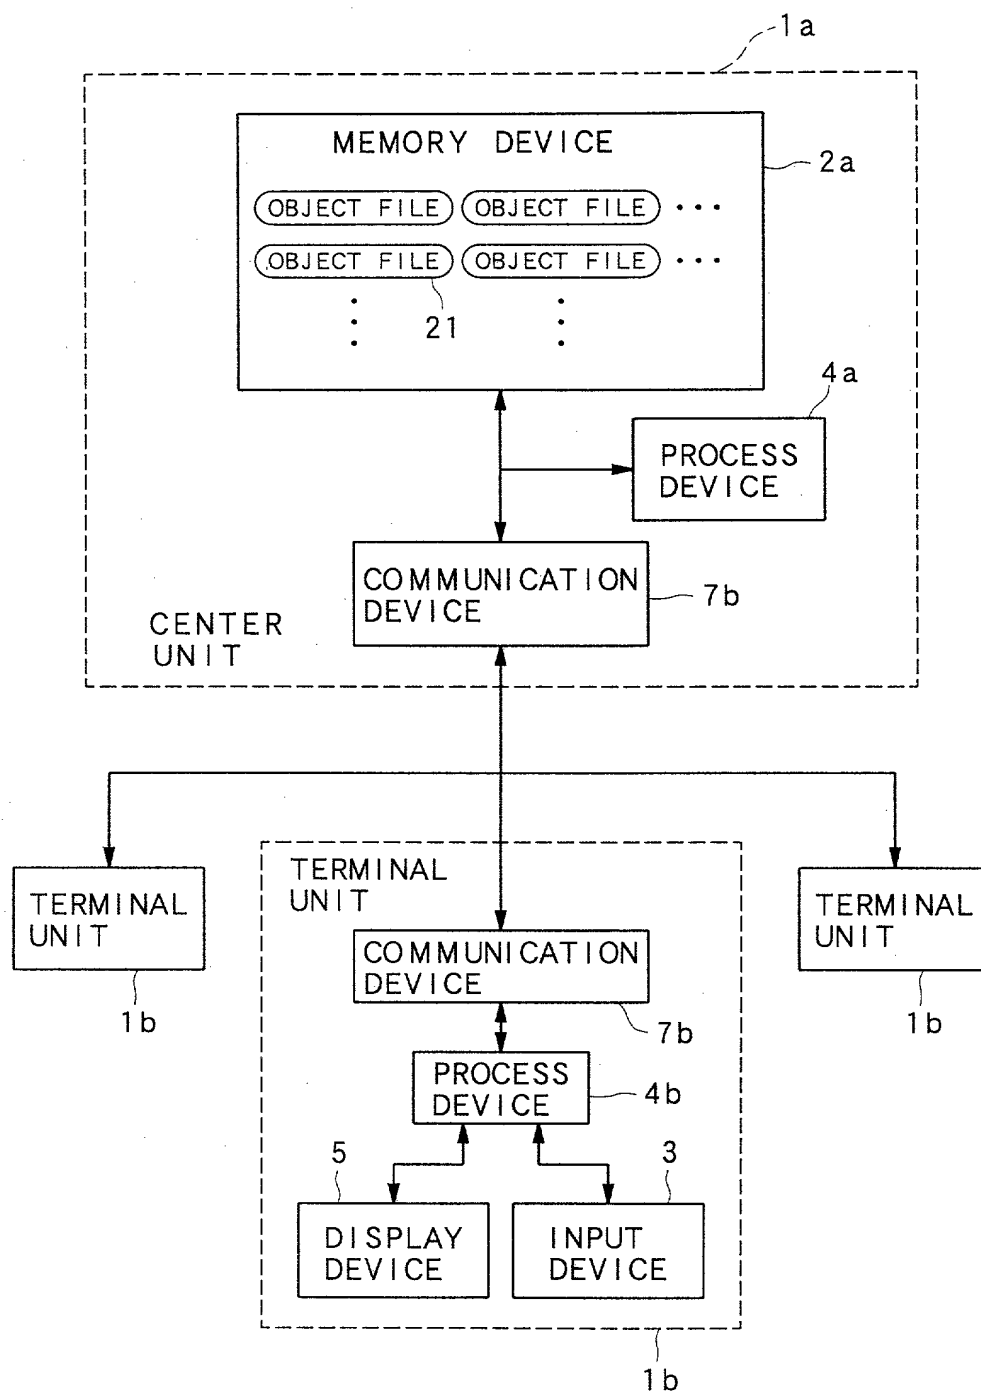 1a
MEMORY DEVICE
2a
OBJECT FILE OBJECT FILE ...
OBJECT FILE OBJECT FILE ...
21
4a
PROCESS
DEVICE
COMMUNICATION
DEVICE
7b
CENTER
UNIT
TERMINAL
UNIT
1b
TERMINAL
UNIT
COMMUNICATION
DEVICE
7b
PROCESS
DEVICE
4b
5
DISPLAY
DEVICE
3
INPUT
DEVICE
1b
TERMINAL
UNIT
1b